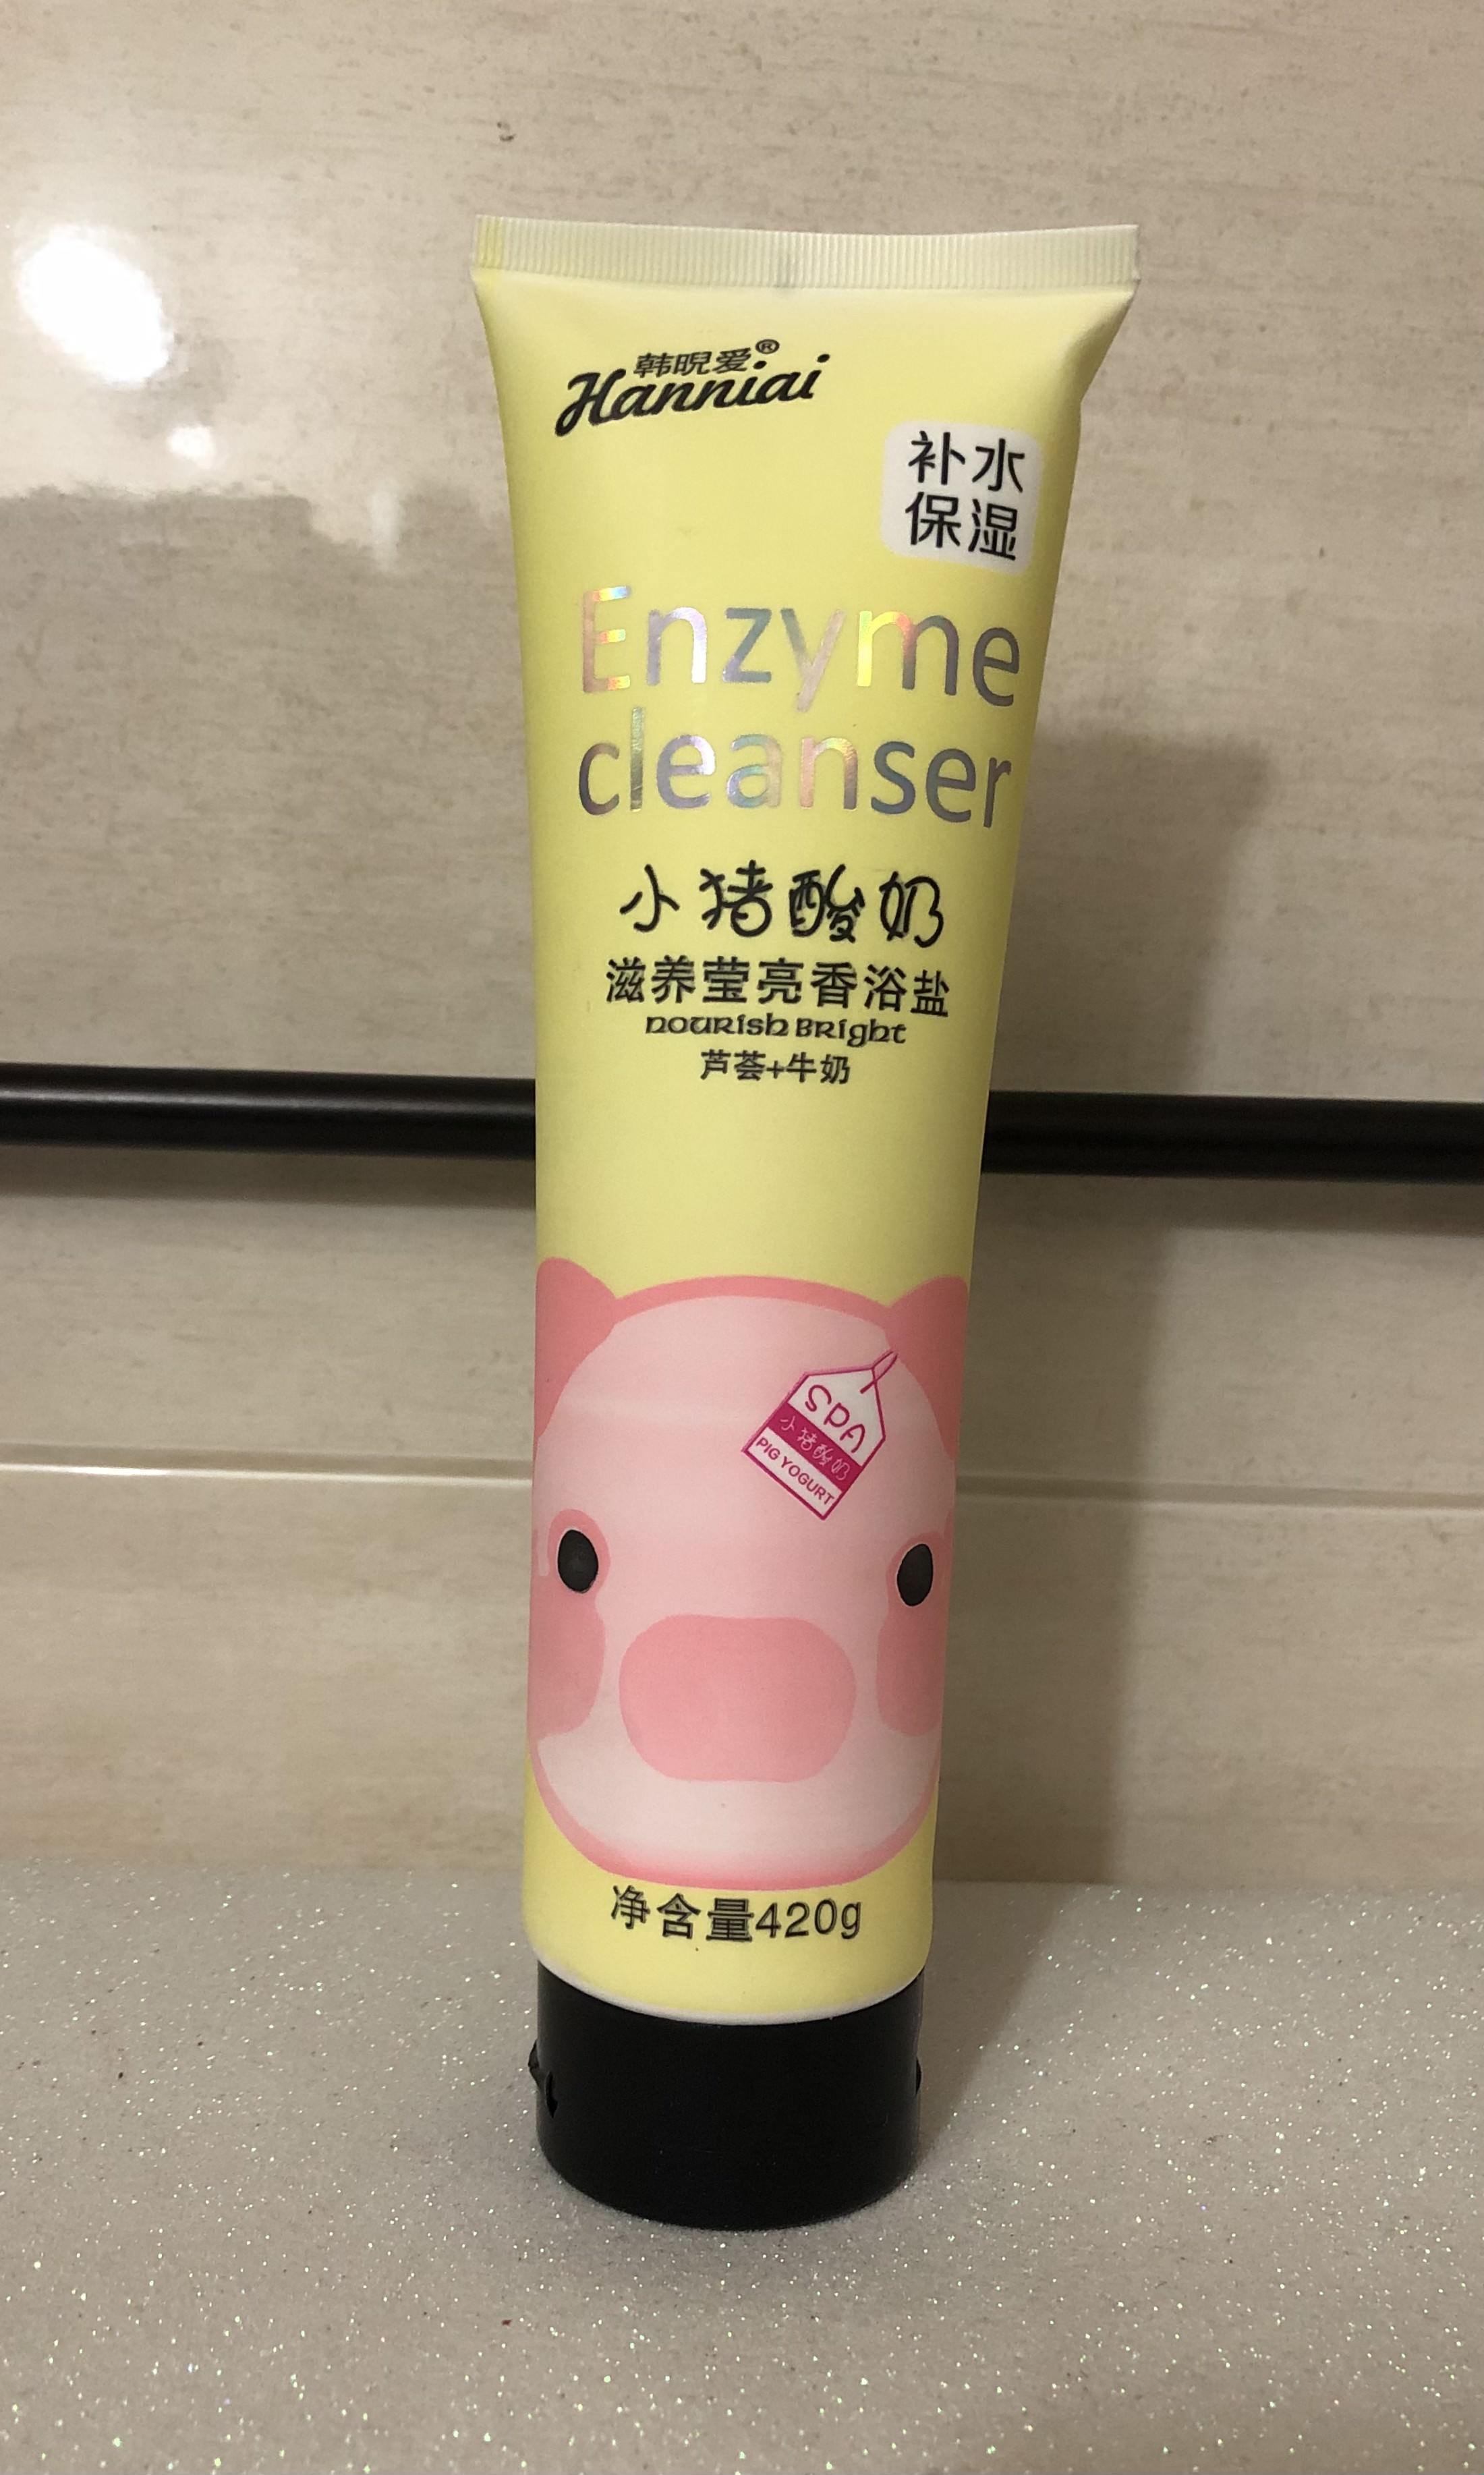 韩晲爱®
Hanniai
补水
保湿
Enzyme
cleanser
小猪酸奶
滋养莹亮香浴盐
nourish Bright
芦荟+牛奶
SPA
小猪酸奶
PIG YOGURT
净含量420g